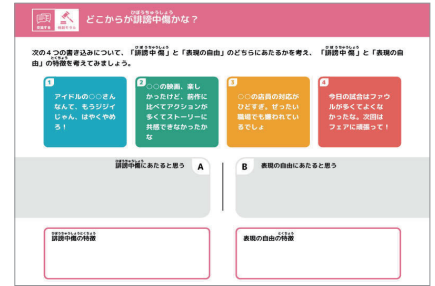 どこからが誹謗中傷かな？
ひぼうちゅうしょう
次の４つの書き込みについて、「誹謗中傷」と「表現の自由」のどちらにあたるかを考え、「誹謗中傷」と「表現の自
由」の特徴を考えてみましょう。
1
アイドルの○○さん
なんて、もうジジイ
じゃん、はやくやめ
ろ！
2
○○の映画、楽し
かったけど、前作に
比べてアクションが
多くてストーリーに
共感できなかったか
な
3
○○の店員の対応が
ひどすぎ。ぜったい
職場でも嫌われてい
るでしょ
4
今日の試合はファウ
ルが多くてよくな
かったな。次回は
フェアに頑張って！
誹謗中傷にあたると思う A
B 表現の自由にあたると思う
誹謗中傷の特徴
表現の自由の特徴